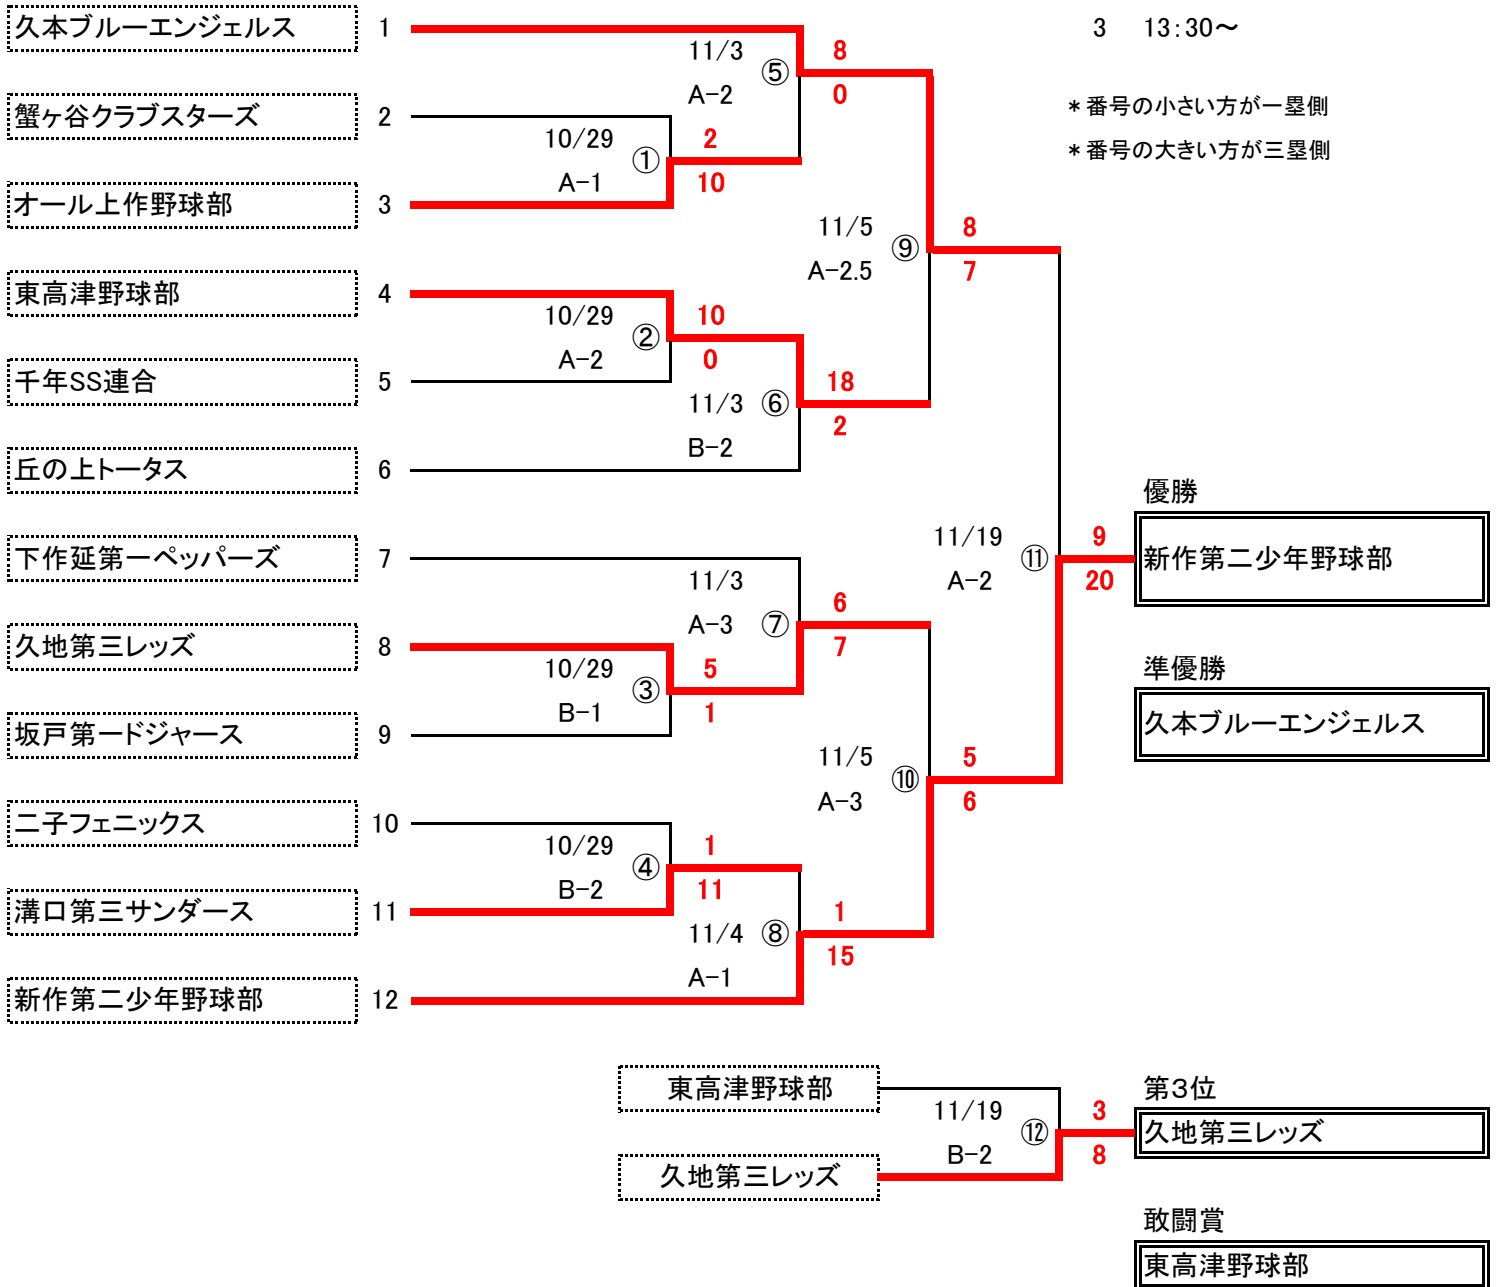 久本ブルーエンジェルス 1
3 13:30～
11/3 ⑤ 8
A-2 0
蟹ヶ谷クラブスターズ 2
*番号の小さい方が一塁側
10/29 ① 2
*番号の大きい方が三塁側
A-1 10
オール上作野球部 3
11/5 ⑨ 8
A-2.5 7
東高津野球部 4
10/29 ② 10
A-2 0
千年SS連合 5
11/3 ⑥ 18
B-2 2
丘の上トータス 6
優勝
下作延第一ペッパーズ 7
11/19 ⑪ 9
新作第二少年野球部
A-2 20
11/3 ⑦ 6
A-3 7
久地第三レッズ 8
10/29 ③ 5
準優勝
B-1 1
坂戸第一ドジャース 9
久本ブルーエンジェルス
11/5 ⑩ 5
A-3 6
二子フェニックス 10
10/29 ④ 1
B-2 11
溝口第三サンダース 11
11/4 ⑧ 1
A-1 15
新作第二少年野球部 12
東高津野球部
第3位
11/19 ⑫ 3
久地第三レッズ
B-2 8
久地第三レッズ
敢闘賞
東高津野球部